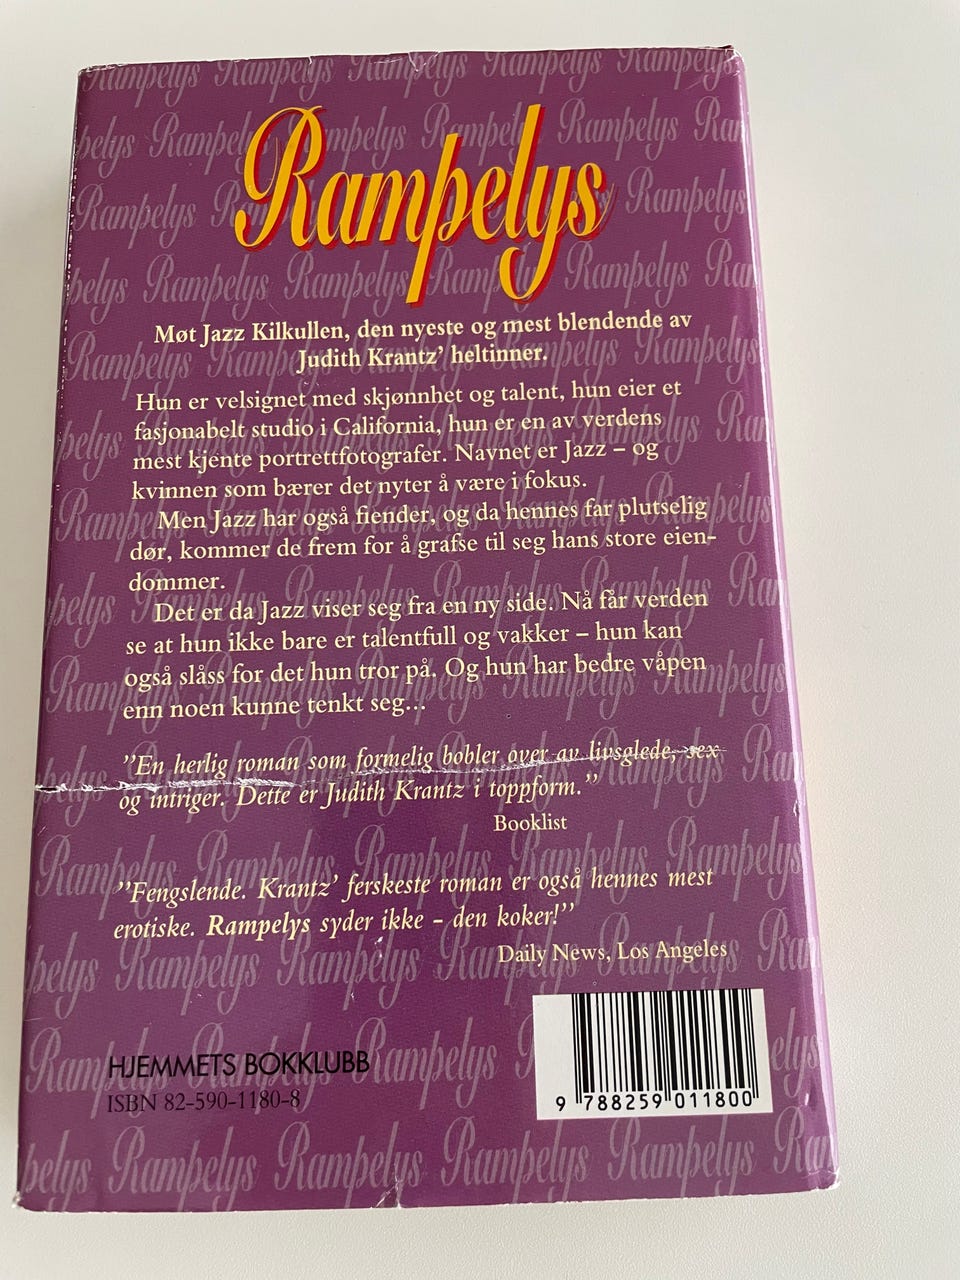 Rampelys
Møt Jazz Kilkullen, den nyeste og mest blendende av
Judith Krantz’ heltinner.
Hun er velsignet med skjønnhet og talent, hun eier et
fasjonabelt studio i California, hun er en av verdens
mest kjente portrettfotografer. Navnet er Jazz – og
kvinnen som bærer det nyter å være i fokus.
Men Jazz har også fiender, og da hennes far plutselig
dør, kommer de frem for å grafse til seg hans store eien-
dommer.
Det er da Jazz viser seg fra en ny side. Nå får verden
se at hun ikke bare er talentfull og vakker – hun kan
også slåss for det hun tror på. Og hun har bedre våpen
enn noen kunne tenkt seg...
”En herlig roman som formelig bobler over av livsglede, sex
og intriger. Dette er Judith Krantz i toppform.”
Booklist
”Fengslende. Krantz’ ferskeste roman er også hennes mest
erotiske. Rampelys syder ikke – den koker!”
Daily News, Los Angeles
HJEMMETS BOKKLUBB
ISBN 82-590-1180-8
9 788259 011800